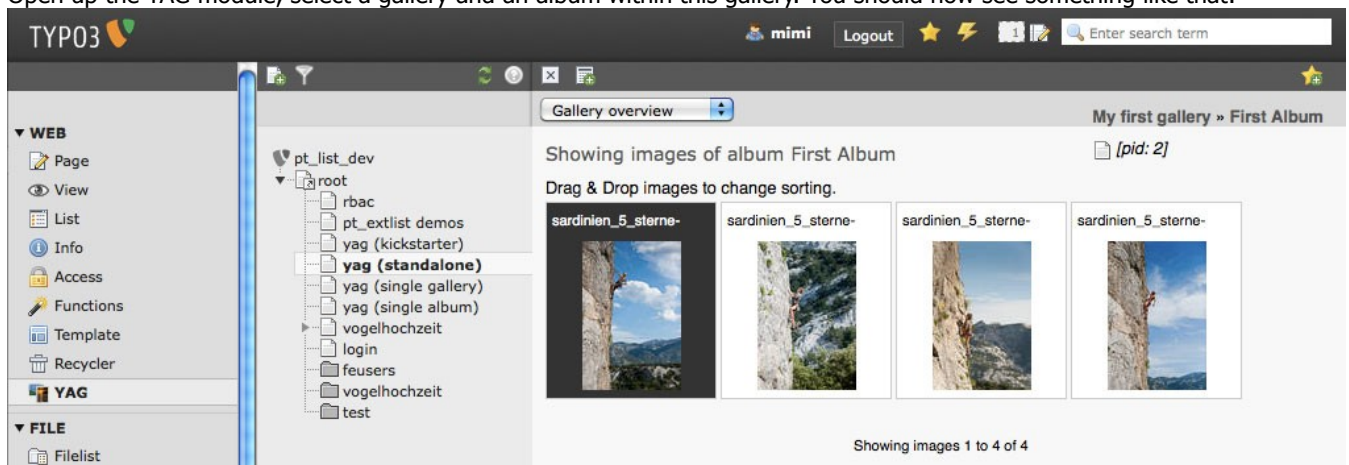 Open up the YAG module, select a gallery and an album within this gallery. You should now see something like that:
TYPO3
mimi
Logout
1
Enter search term
Gallery overview
My first gallery » First Album
[pid: 2]
WEB
Page
View
List
Info
Access
Functions
Template
Recycler
YAG
FILE
Filelist
pt_list_dev
root
rbac
pt_extlist demos
yag (kickstarter)
yag (standalone)
yag (single gallery)
yag (single album)
vogelhochzeit
login
feusers
vogelhochzeit
test
Showing images of album First Album
Drag & Drop images to change sorting.
sardinien_5_sterne- sardinien_5_sterne- sardinien_5_sterne- sardinien_5_sterne-
Showing images 1 to 4 of 4